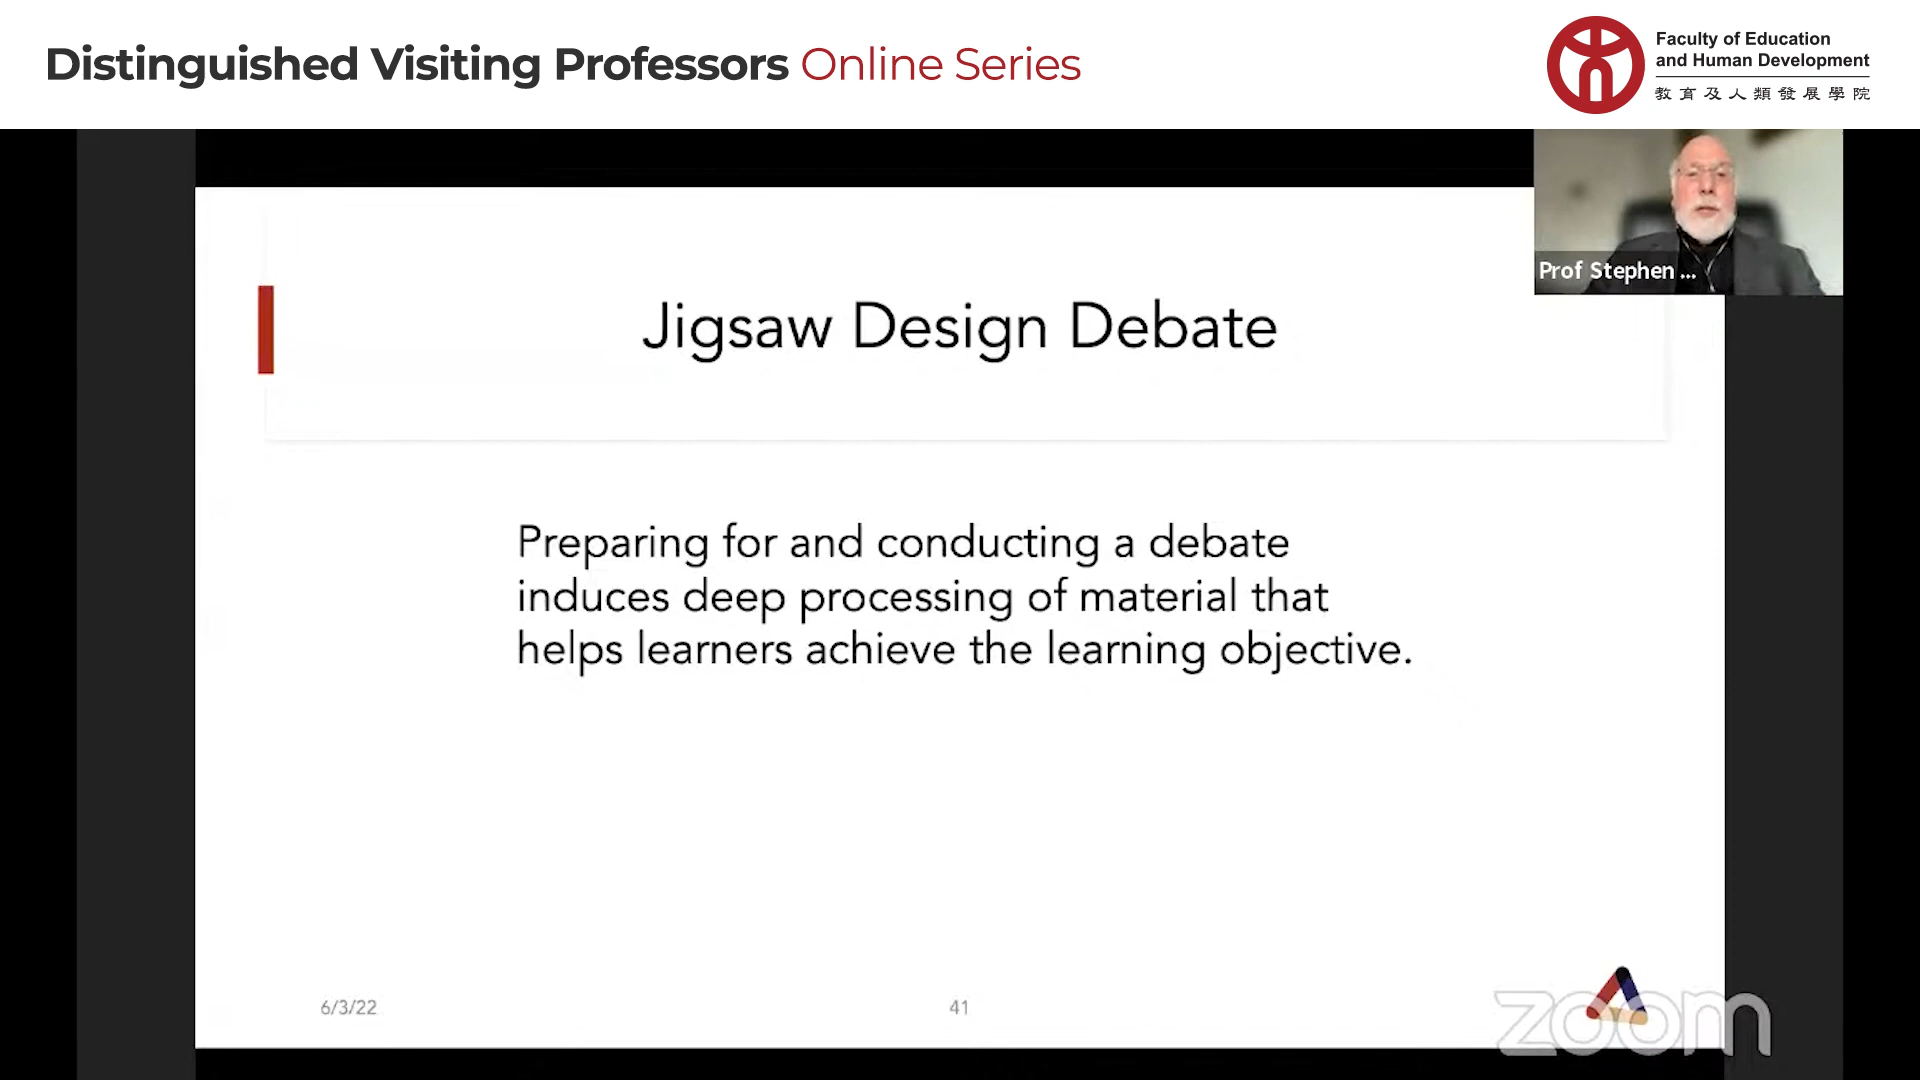 Distinguished Visiting Professors Online Series
Faculty of Education
and Human Development
教育及人類發展學院
Prof Stephen ...
Jigsaw Design Debate
Preparing for and conducting a debate
induces deep processing of material that
helps learners achieve the learning objective.
6/3/22
41
zoom